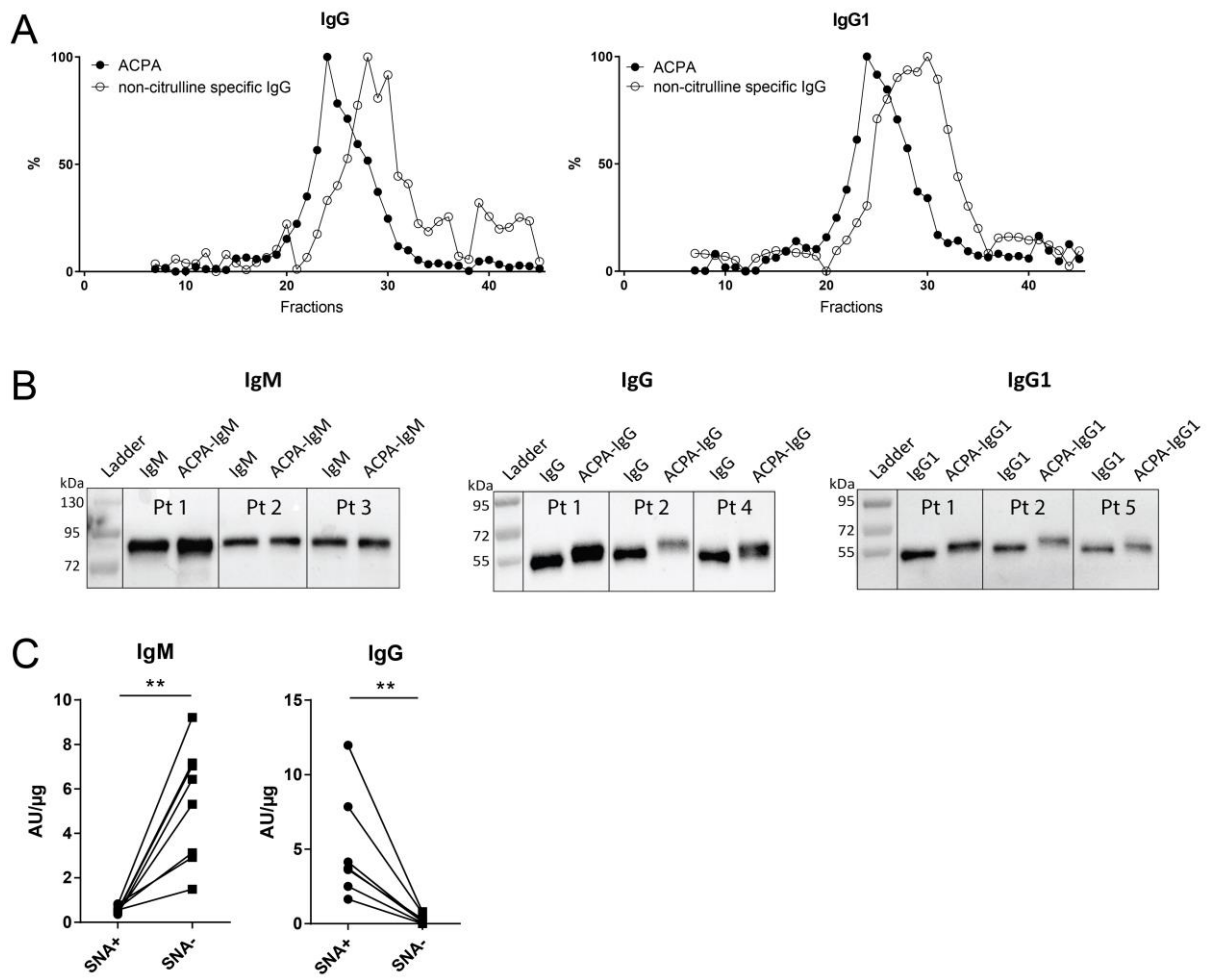 A
IgG
100
50
0
%
ACPA
non-citrulline specific IgG
0
10
20
30
40
Fractions
IgG1
100
50
0
%
ACPA
non-citrulline specific IgG
0
10
20
30
40
Fractions
B
IgM
Ladder
IgM
ACPA-IgM
IgM
ACPA-IgM
IgM
ACPA-IgM
kDa
130
95
72
Pt 1
Pt 2
Pt 3
IgG
Ladder
IgG
ACPA-IgG
IgG
ACPA-IgG
IgG
ACPA-IgG
kDa
95
72
55
Pt 1
Pt 2
Pt 4
IgG1
Ladder
IgG1
ACPA-IgG1
IgG1
ACPA-IgG1
IgG1
ACPA-IgG1
kDa
95
72
55
Pt 1
Pt 2
Pt 5
C
IgM
**
10
8
6
4
2
0
AU/µg
SNA+
SNA-
IgG
**
15
10
5
0
AU/µg
SNA+
SNA-